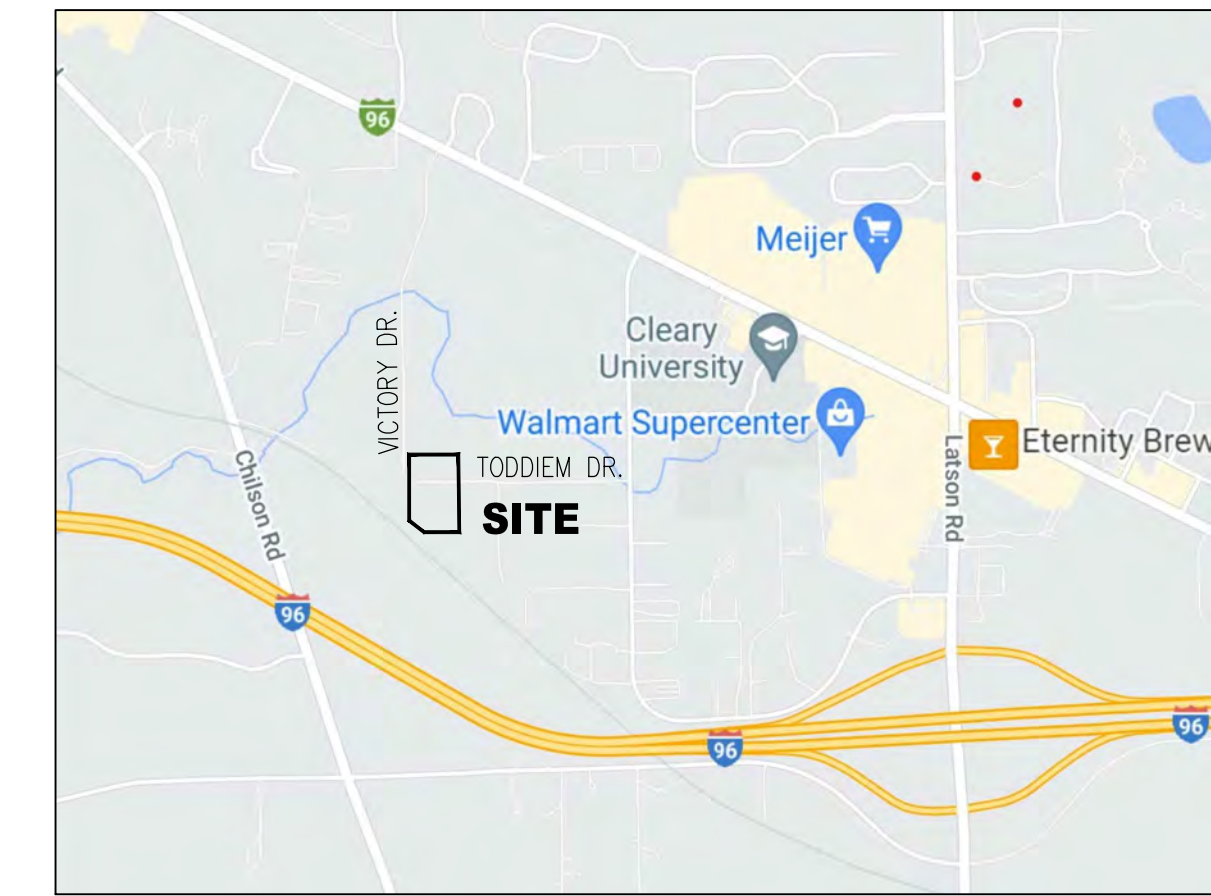 96
Meijer
Cleary
University
VICTORY DR.
Walmart Supercenter
Eternity Brew
TODDIEM DR.
SITE
Chilson Rd
Latson Rd
96
96
96